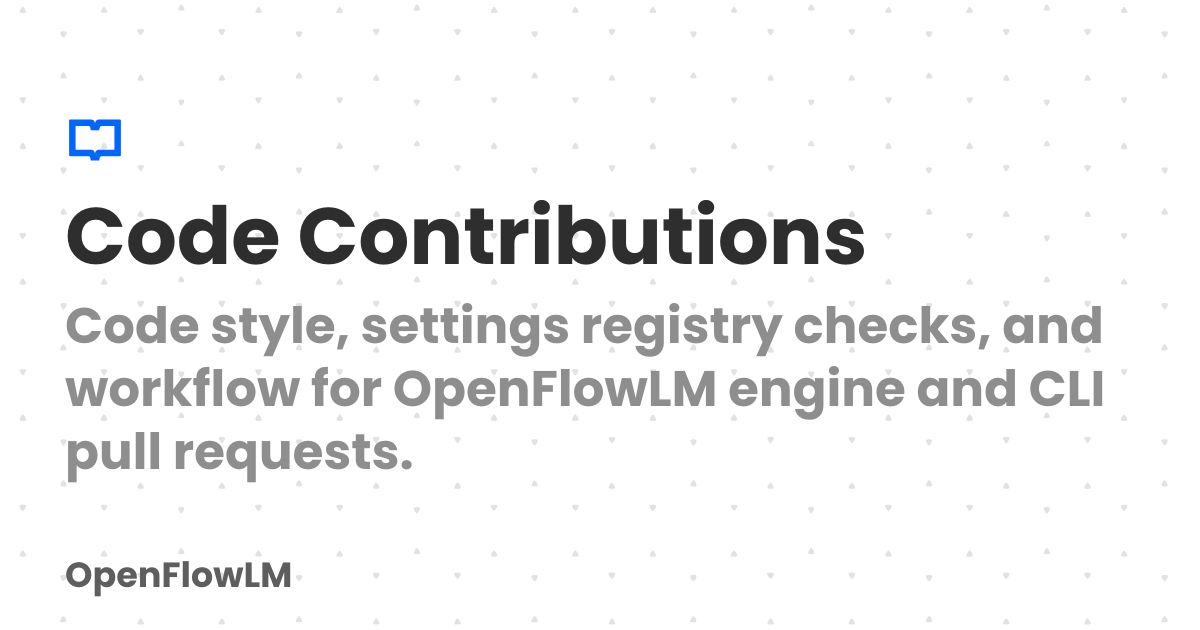 Code Contributions
Code style, settings registry checks, and
workflow for OpenFlowLM engine and CLI
pull requests.
OpenFlowLM